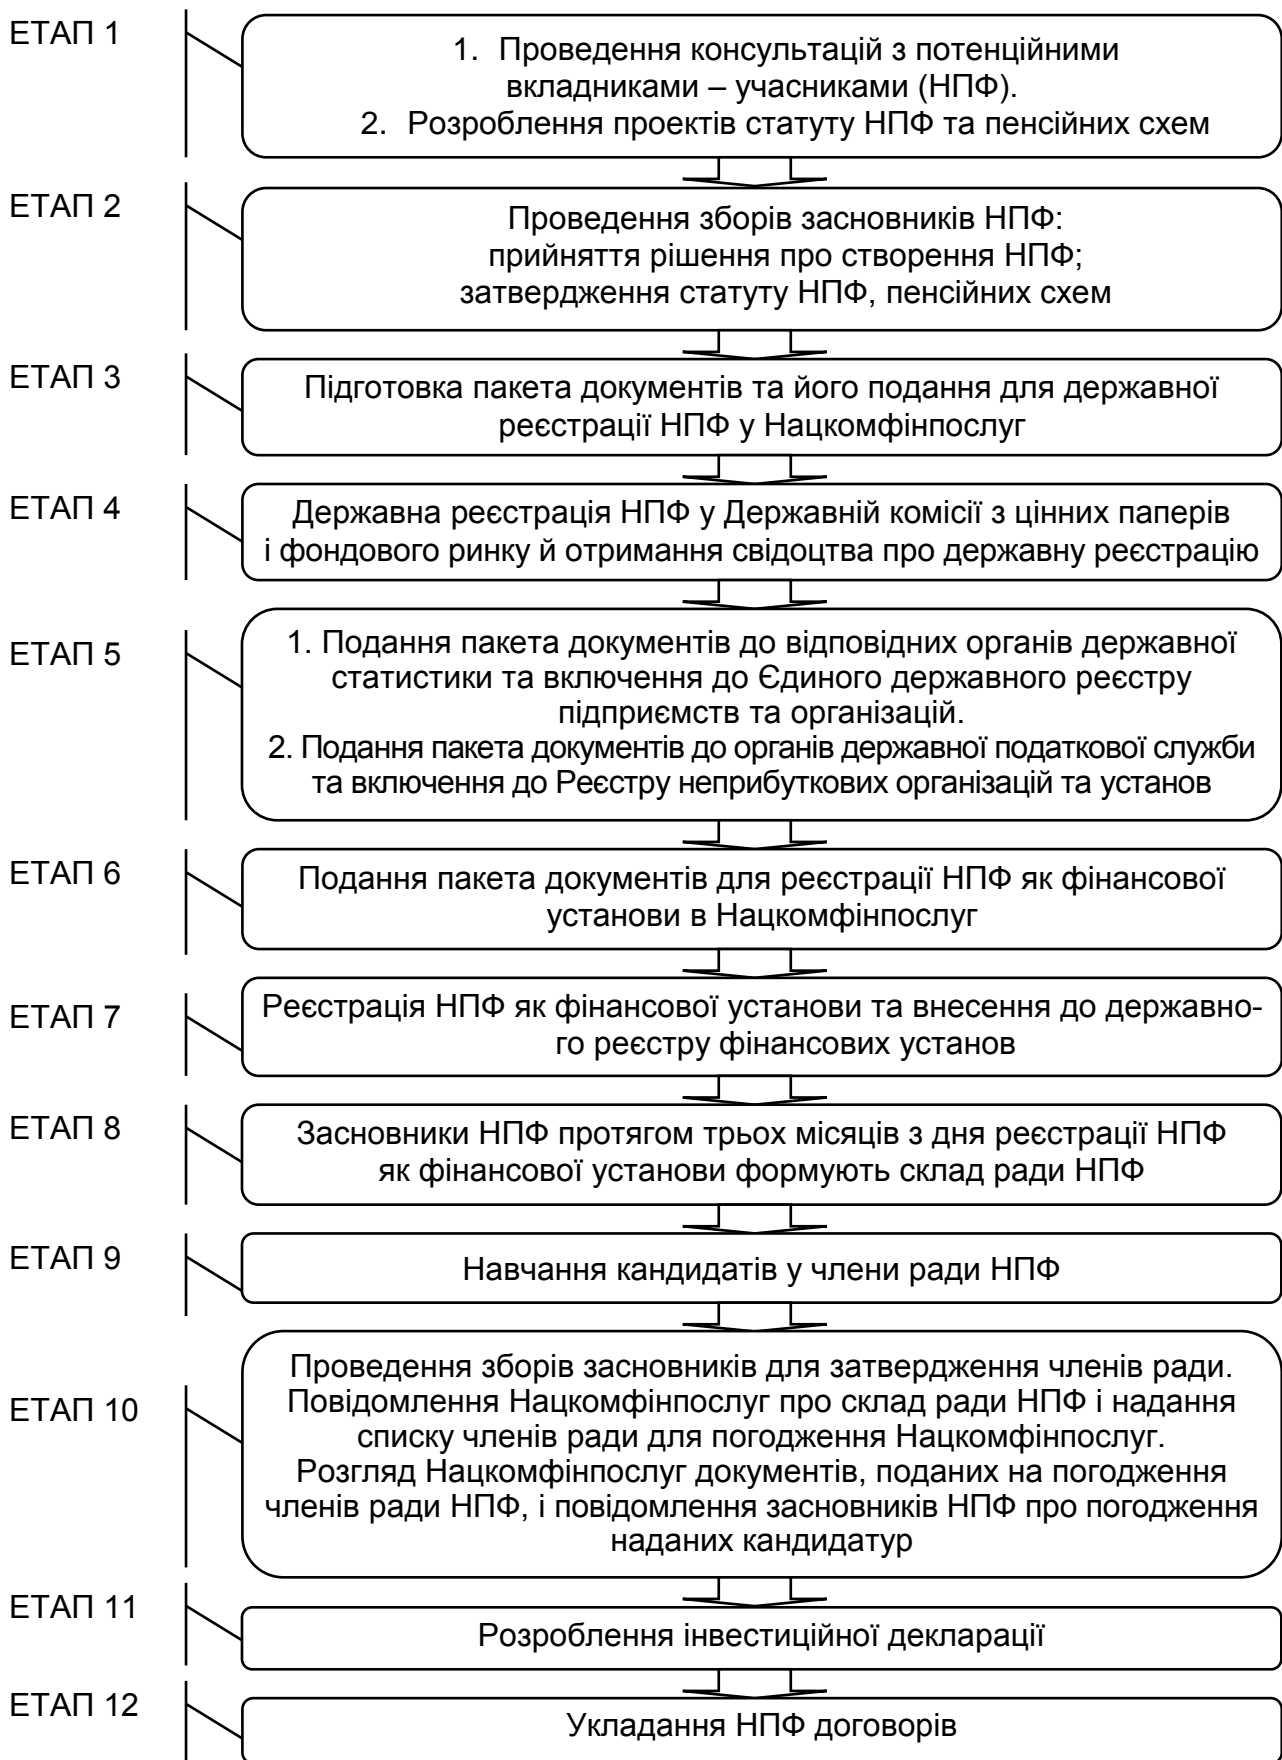 ЕТАП 1
1. Проведення консультацій з потенційними
вкладниками – учасниками (НПФ).
2. Розроблення проектів статуту НПФ та пенсійних схем
ЕТАП 2
Проведення зборів засновників НПФ:
прийняття рішення про створення НПФ;
затвердження статуту НПФ, пенсійних схем
ЕТАП 3
Підготовка пакета документів та його подання для державної
реєстрації НПФ у Нацкомфінпослуг
ЕТАП 4
Державна реєстрація НПФ у Державній комісії з цінних паперів
і фондового ринку й отримання свідоцтва про державну реєстрацію
ЕТАП 5
1. Подання пакета документів до відповідних органів державної
статистики та включення до Єдиного державного реєстру
підприємств та організацій.
2. Подання пакета документів до органів державної податкової служби
та включення до Реєстру неприбуткових організацій та установ
ЕТАП 6
Подання пакета документів для реєстрації НПФ як фінансової
установи в Нацкомфінпослуг
ЕТАП 7
Реєстрація НПФ як фінансової установи та внесення до державно-
го реєстру фінансових установ
ЕТАП 8
Засновники НПФ протягом трьох місяців з дня реєстрації НПФ
як фінансової установи формують склад ради НПФ
ЕТАП 9
Навчання кандидатів у члени ради НПФ
ЕТАП 10
Проведення зборів засновників для затвердження членів ради.
Повідомлення Нацкомфінпослуг про склад ради НПФ і надання
списку членів ради для погодження Нацкомфінпослуг.
Розгляд Нацкомфінпослуг документів, поданих на погодження
членів ради НПФ, і повідомлення засновників НПФ про погодження
наданих кандидатур
ЕТАП 11
Розроблення інвестиційної декларації
ЕТАП 12
Укладання НПФ договорів